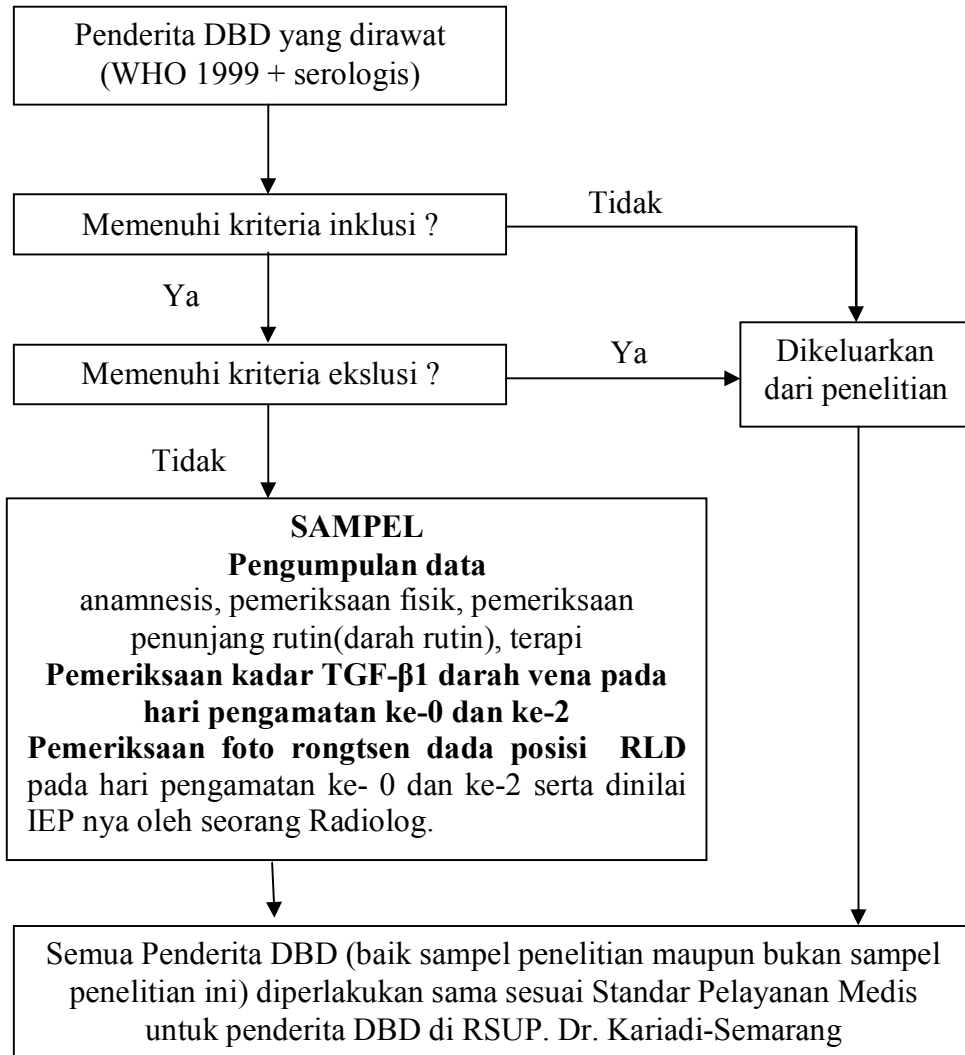 Penderita DBD yang dirawat
(WHO 1999 + serologis)
Memenuhi kriteria inklusi ?
Tidak
Ya
Memenuhi kriteria ekslusi ?
Ya
Dikeluarkan
dari penelitian
Tidak
SAMPEL
Pengumpulan data
anamnesis, pemeriksaan fisik, pemeriksaan
penunjang rutin(darah rutin), terapi
Pemeriksaan kadar TGF-β1 darah vena pada
hari pengamatan ke-0 dan ke-2
Pemeriksaan foto rongtsen dada posisi RLD
pada hari pengamatan ke- 0 dan ke-2 serta dinilai
IEP nya oleh seorang Radiolog.
Semua Penderita DBD (baik sampel penelitian maupun bukan sampel
penelitian ini) diperlakukan sama sesuai Standar Pelayanan Medis
untuk penderita DBD di RSUP. Dr. Kariadi-Semarang